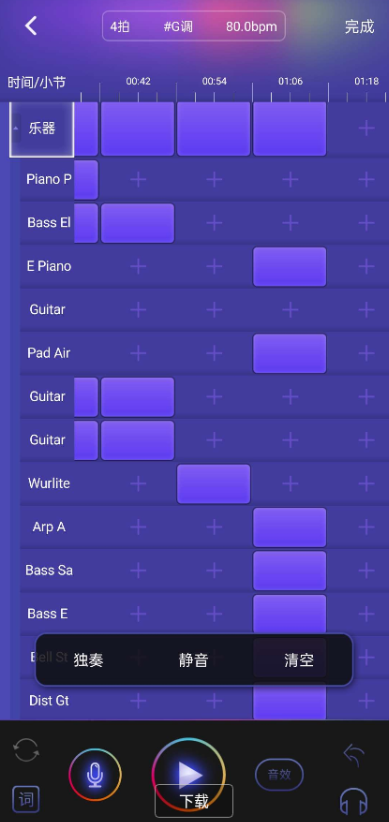 4拍 #G调 80.0bpm 完成
时间/小节 00:42 00:54 01:06 01:18
乐器
Piano P
Bass El
E Piano
Guitar
Pad Air
Guitar
Guitar
Wurlite
Arp A
Bass Sa
Bass E
Bell St
独奏 静音 清空
Dist Gt
音效
词
下载